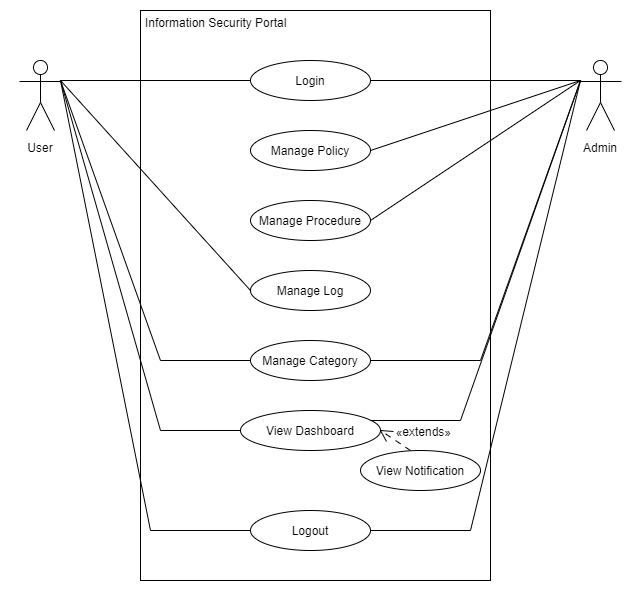 Information Security Portal
Login
User
Admin
Manage Policy
Manage Procedure
Manage Log
Manage Category
View Dashboard
«extends»
View Notification
Logout